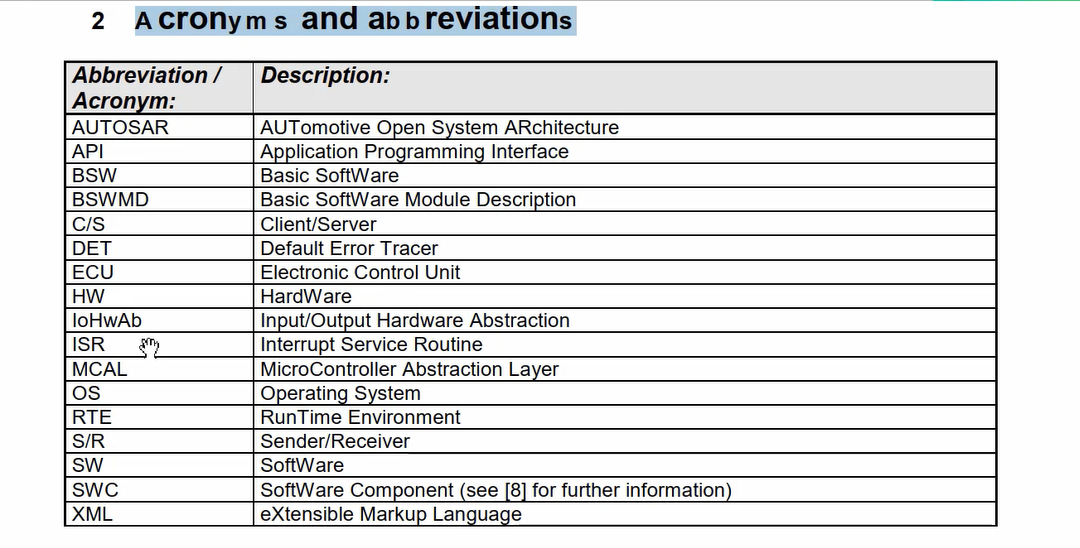 2 Acronyms and abbreviations
Abbreviation / Description:
Acronym:
AUTOSAR AUTomotive Open System ARchitecture
API Application Programming Interface
BSW Basic SoftWare
BSWMD Basic SoftWare Module Description
C/S Client/Server
DET Default Error Tracer
ECU Electronic Control Unit
HW HardWare
IoHwAb Input/Output Hardware Abstraction
ISR Interrupt Service Routine
MCAL MicroController Abstraction Layer
OS Operating System
RTE RunTime Environment
S/R Sender/Receiver
SW SoftWare
SWC SoftWare Component (see [8] for further information)
XML eXtensible Markup Language